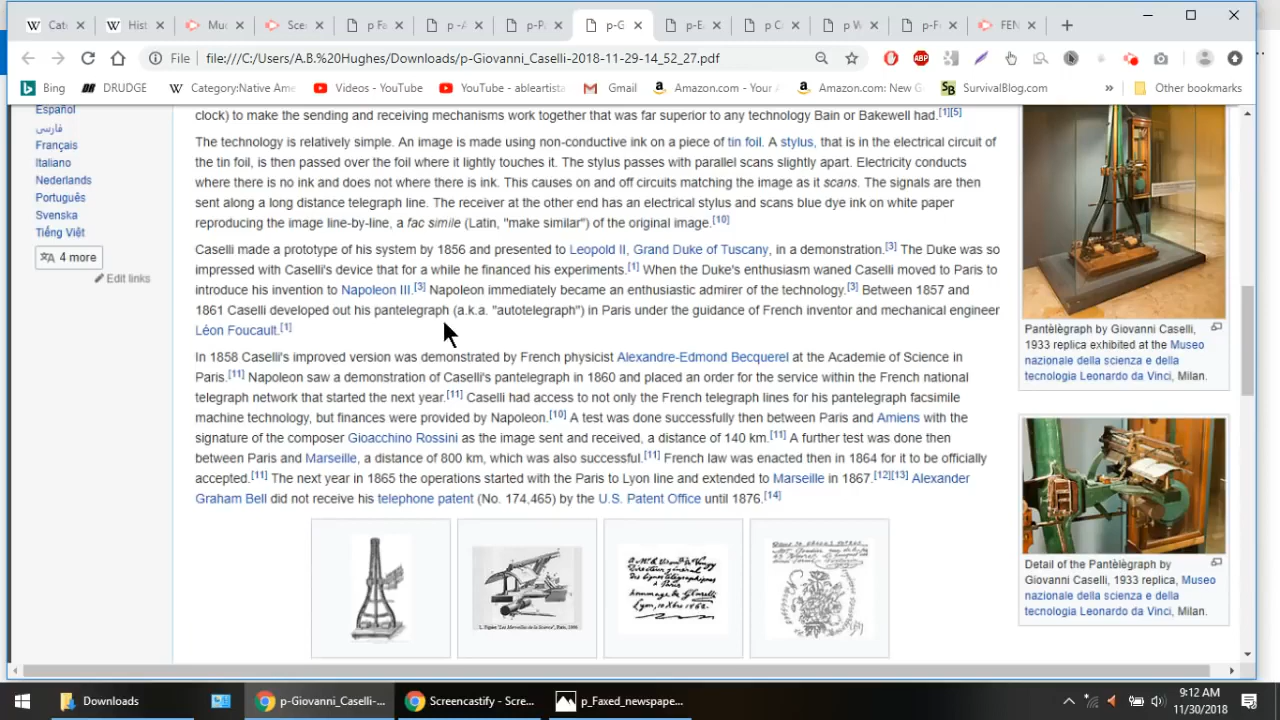 Cate
Hist
Muc
Sce
p Fa
p -A
p-P
p-G
p-E
p C
p W
p-F
FEN
File
file:///C:/Users/A.B.%20Hughes/Downloads/p-Giovanni_Caselli-2018-11-29-14_52_27.pdf
ABP
Bing
DRUDGE
Category:Native Ame
Videos - YouTube
YouTube - ableartista
Gmail
Amazon.com - Your A
Amazon.com: New G
SurvivalBlog.com
»
Other bookmarks
Español
فارسی
Français
Italiano
Nederlands
Português
Svenska
Tiếng Việt
4 more
Edit links
clock) to make the sending and receiving mechanisms work together that was far superior to any technology Bain or Bakewell had.[1][5]
The technology is relatively simple. An image is made using non-conductive ink on a piece of tin foil. A stylus, that is in the electrical circuit of
the tin foil, is then passed over the foil where it lightly touches it. The stylus passes with parallel scans slightly apart. Electricity conducts
where there is no ink and does not where there is ink. This causes on and off circuits matching the image as it scans. The signals are then
sent along a long distance telegraph line. The receiver at the other end has an electrical stylus and scans blue dye ink on white paper
reproducing the image line-by-line, a fac simile (Latin, "make similar") of the original image.[10]
Caselli made a prototype of his system by 1856 and presented to Leopold II, Grand Duke of Tuscany, in a demonstration.[3] The Duke was so
impressed with Caselli's device that for a while he financed his experiments.[1] When the Duke's enthusiasm waned Caselli moved to Paris to
introduce his invention to Napoleon III.[3] Napoleon immediately became an enthusiastic admirer of the technology.[3] Between 1857 and
1861 Caselli developed out his pantelegraph (a.k.a. "autotelegraph") in Paris under the guidance of French inventor and mechanical engineer
Léon Foucault.[1]
In 1858 Caselli's improved version was demonstrated by French physicist Alexandre-Edmond Becquerel at the Academie of Science in
Paris.[11] Napoleon saw a demonstration of Caselli's pantelegraph in 1860 and placed an order for the service within the French national
telegraph network that started the next year.[11] Caselli had access to not only the French telegraph lines for his pantelegraph facsimile
machine technology, but finances were provided by Napoleon.[10] A test was done successfully then between Paris and Amiens with the
signature of the composer Gioacchino Rossini as the image sent and received, a distance of 140 km.[11] A further test was done then
between Paris and Marseille, a distance of 800 km, which was also successful.[11] French law was enacted then in 1864 for it to be officially
accepted.[11] The next year in 1865 the operations started with the Paris to Lyon line and extended to Marseille in 1867.[12][13] Alexander
Graham Bell did not receive his telephone patent (No. 174,465) by the U.S. Patent Office until 1876.[14]
Pantèlègraph by Giovanni Caselli,
1933 replica exhibited at the Museo
nazionale della scienza e della
tecnologia Leonardo da Vinci, Milan.
Detail of the Pantèlègraph by
Giovanni Caselli, 1933 replica, Museo
nazionale della scienza e della
tecnologia Leonardo da Vinci, Milan.
Downloads
p-Giovanni_Caselli-...
Screencastify - Scre...
p_Faxed_newspape...
9:12 AM
11/30/2018